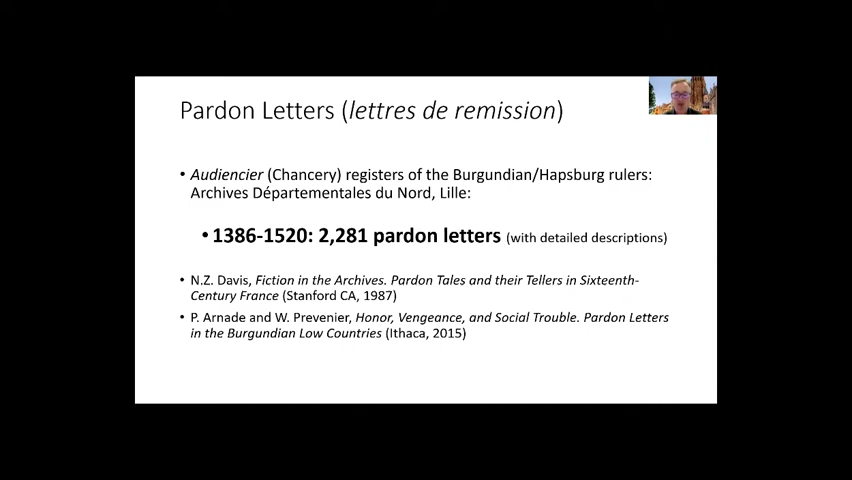 Pardon Letters (lettres de remission)
• Audiencier (Chancery) registers of the Burgundian/Hapsburg rulers:
Archives Départementales du Nord, Lille:
• 1386-1520: 2,281 pardon letters (with detailed descriptions)
• N.Z. Davis, Fiction in the Archives. Pardon Tales and their Tellers in Sixteenth-
Century France (Stanford CA, 1987)
• P. Arnade and W. Prevenier, Honor, Vengeance, and Social Trouble. Pardon Letters
in the Burgundian Low Countries (Ithaca, 2015)